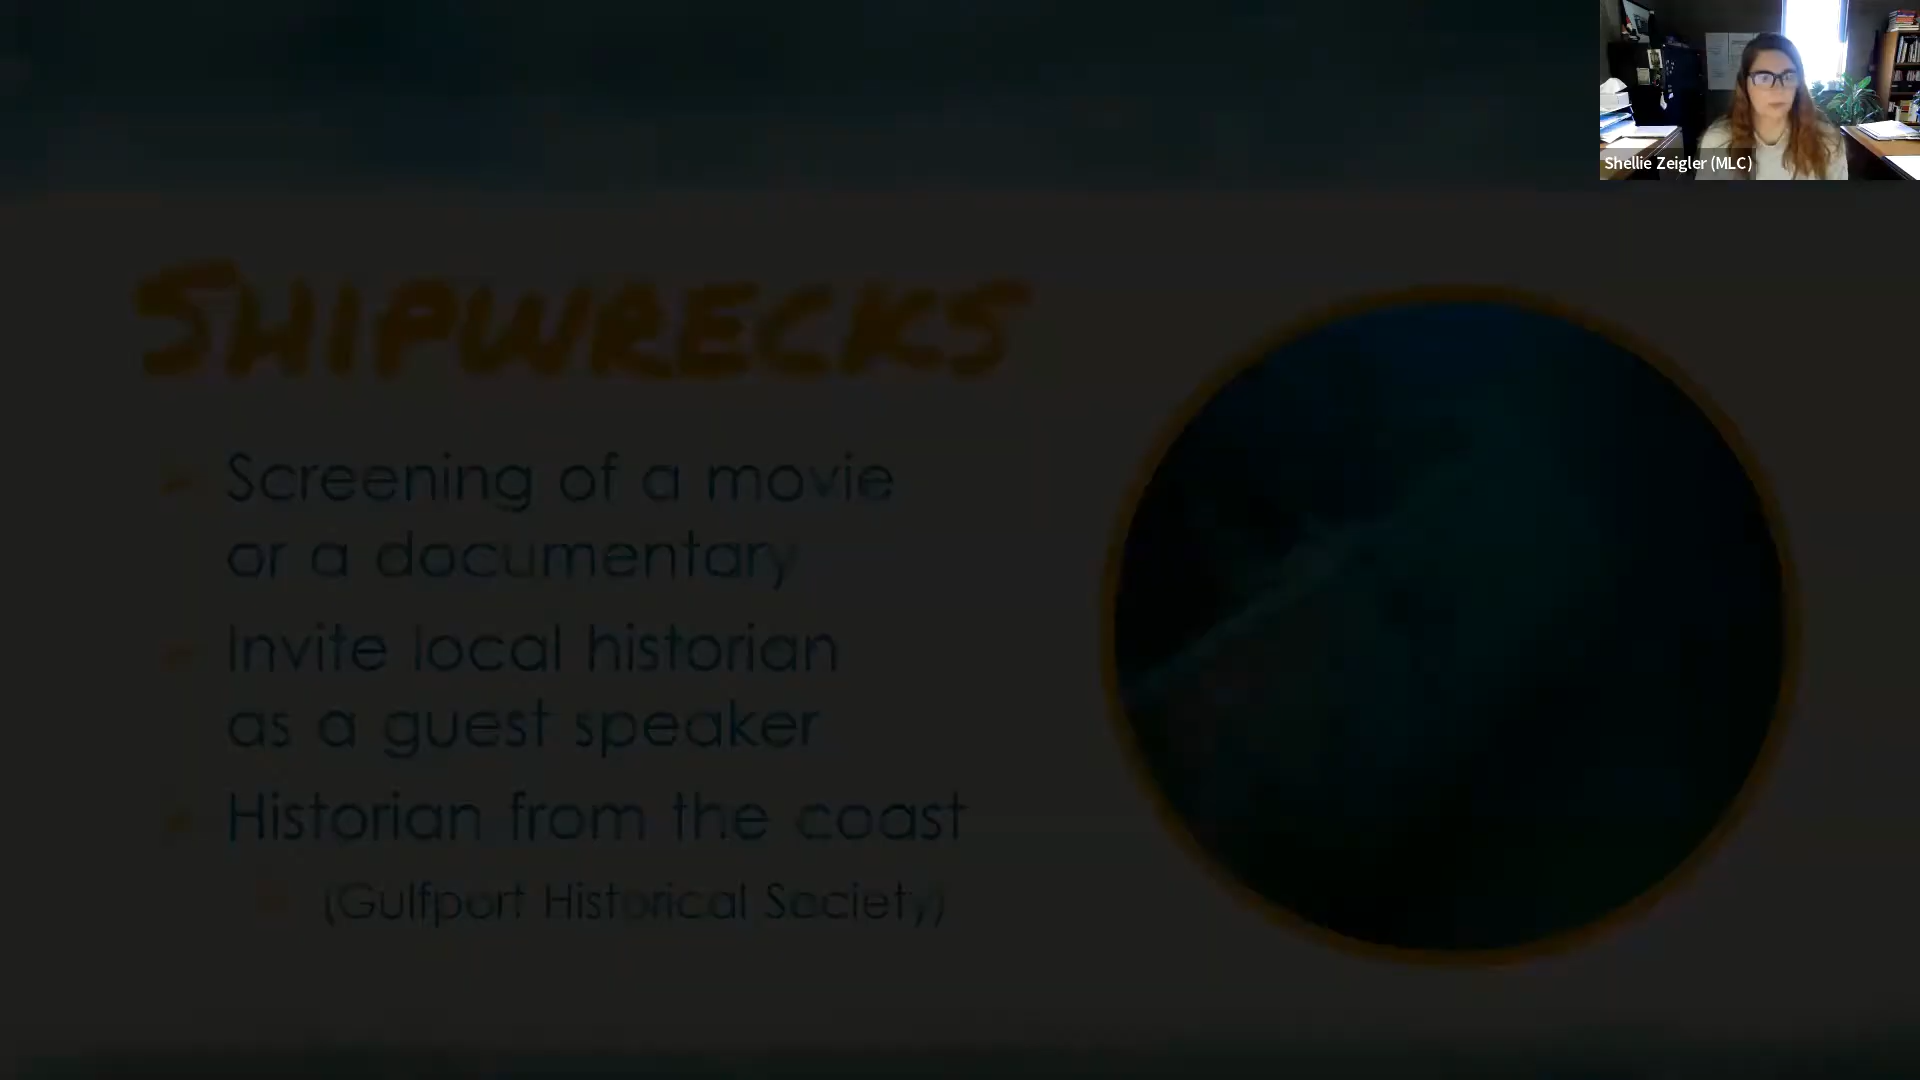 Shellie Zeigler (MLC)
SHIPWRECKS
Screening of a movie
or a documentary
Invite local historian
as a guest speaker
Historian from the coast
(Gulfport Historical Society)